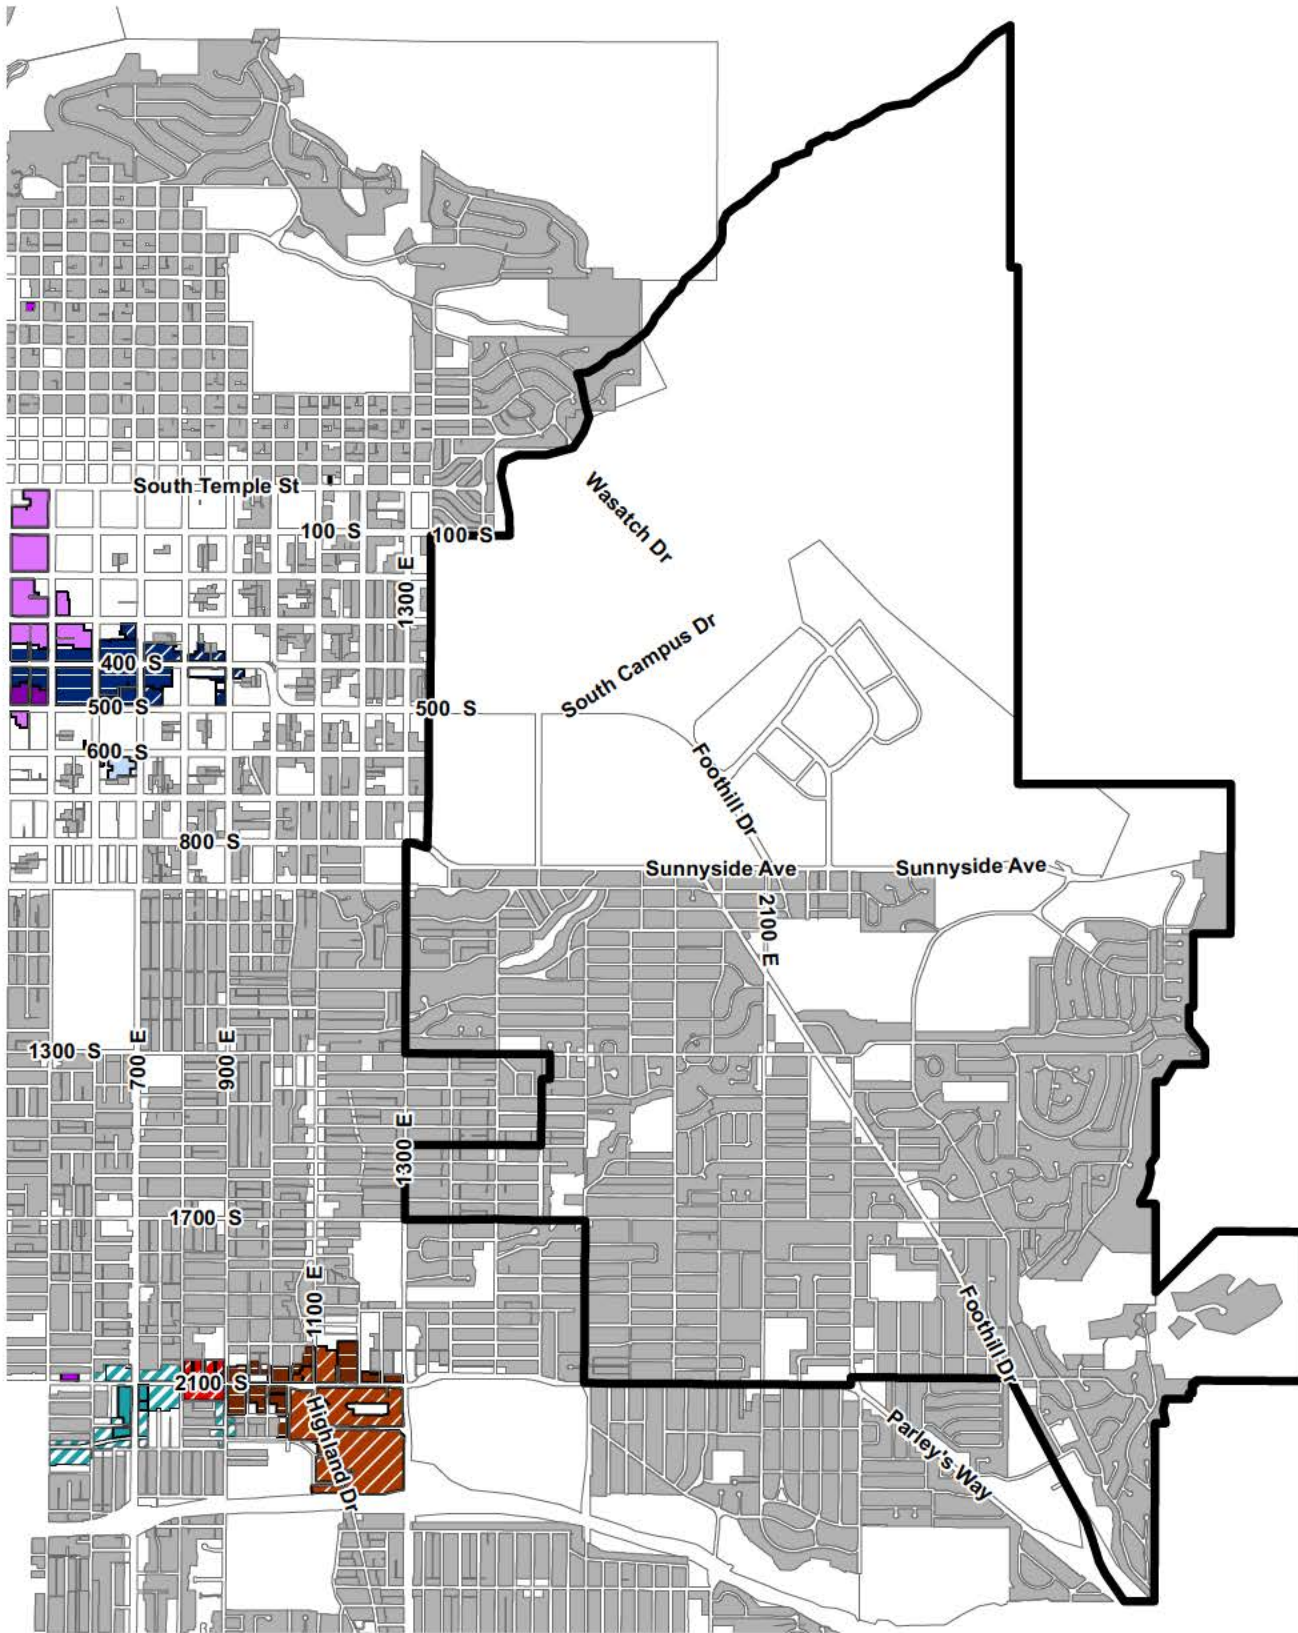 South Temple St
Wasatch Dr
100 S
100 S
1300 E
South Campus Dr
400 S
500 S
500 S
600 S
Foothill Dr
800 S
Sunnyside Ave
Sunnyside Ave
2100 E
1300 S
700 E
900 E
1300 E
1700 S
1100 E
Foothill Dr
2100 S
Highland Dr
Parley's Way